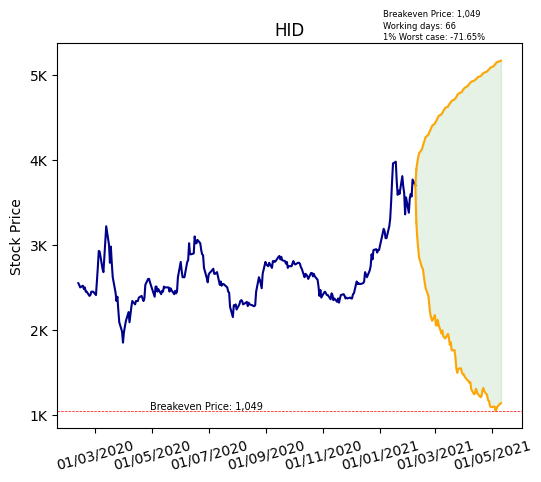 Breakeven Price: 1,049
Working days: 66
1% Worst case: -71.65%
HID
Stock Price
5K
4K
3K
2K
1K
Breakeven Price: 1,049
01/03/2020
01/05/2020
01/07/2020
01/09/2020
01/11/2020
01/01/2021
01/03/2021
01/05/2021